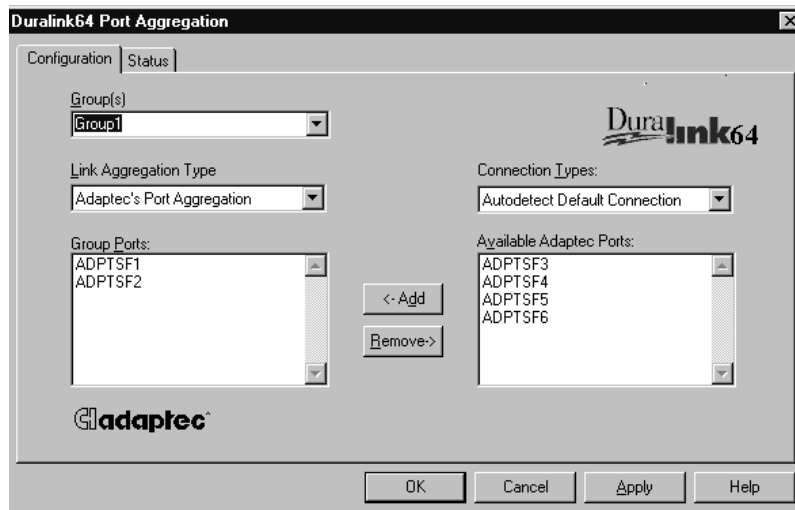 Duralink64 Port Aggregation
Configuration
Status
Group(s)
Group1
Duralink64
Link Aggregation Type
Adaptec's Port Aggregation
Connection Types:
Autodetect Default Connection
Group Ports:
ADPTSF1
ADPTSF2
<- Add
Remove->
Available Adaptec Ports:
ADPTSF3
ADPTSF4
ADPTSF5
ADPTSF6
adaptec
OK
Cancel
Apply
Help